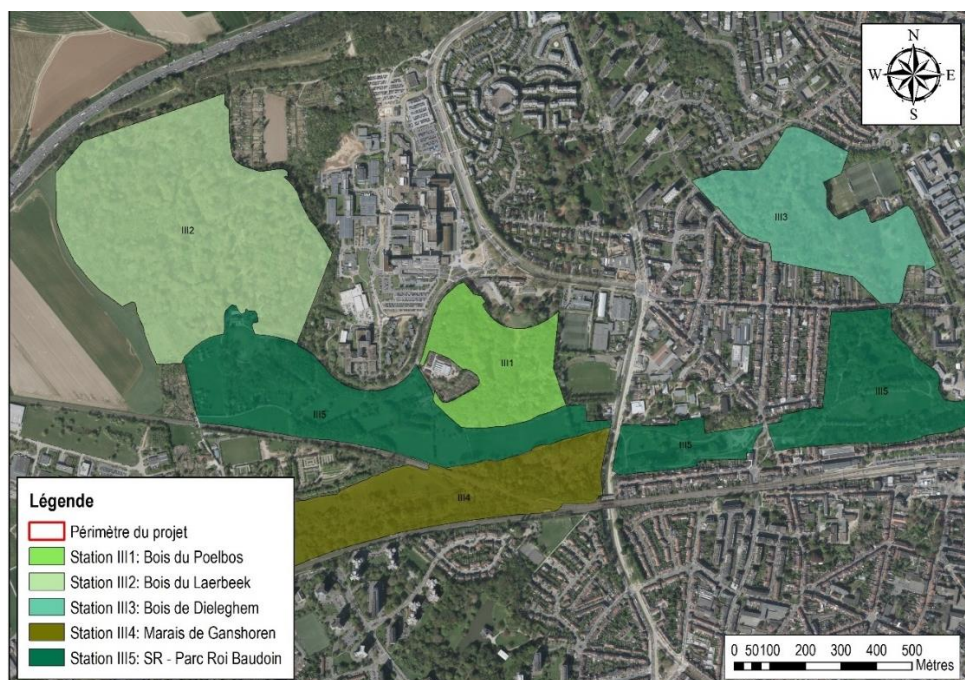 N
W E
S
III3
III2
III1
III5
III5
III5
III4
Légende
Périmètre du projet
Station III1: Bois du Poelbos
Station III2: Bois du Laerbeek
Station III3: Bois de Dieleghem
Station III4: Marais de Ganshoren
Station III5: SR - Parc Roi Baudoin
0 50 100 200 300 400 500
Mètres